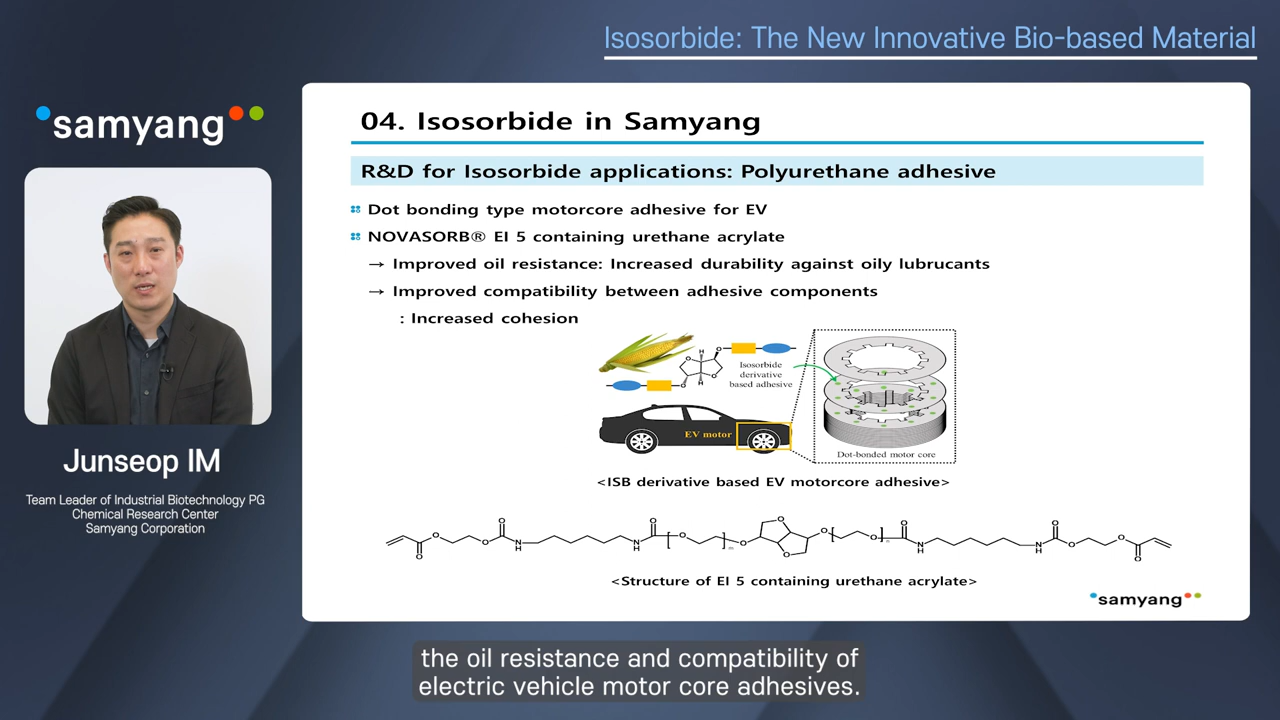 Isosorbide: The New Innovative Bio-based Material
samyang
Junseop IM
Team Leader of Industrial Biotechnology PG
Chemical Research Center
Samyang Corporation
04. Isosorbide in Samyang
R&D for Isosorbide applications: Polyurethane adhesive
Dot bonding type motorcore adhesive for EV
NOVASORB® EI 5 containing urethane acrylate
→ Improved oil resistance: Increased durability against oily lubrucants
→ Improved compatibility between adhesive components
: Increased cohesion
H
O
O
O
H
O
Isosorbide
derivative
based adhesive
EV motor
Dot-bonded motor core
<ISB derivative based EV motorcore adhesive>
O O O O O O O O O O
O O N H N H O m O O O n N H N H O O
<Structure of EI 5 containing urethane acrylate>
samyang
the oil resistance and compatibility of
electric vehicle motor core adhesives.